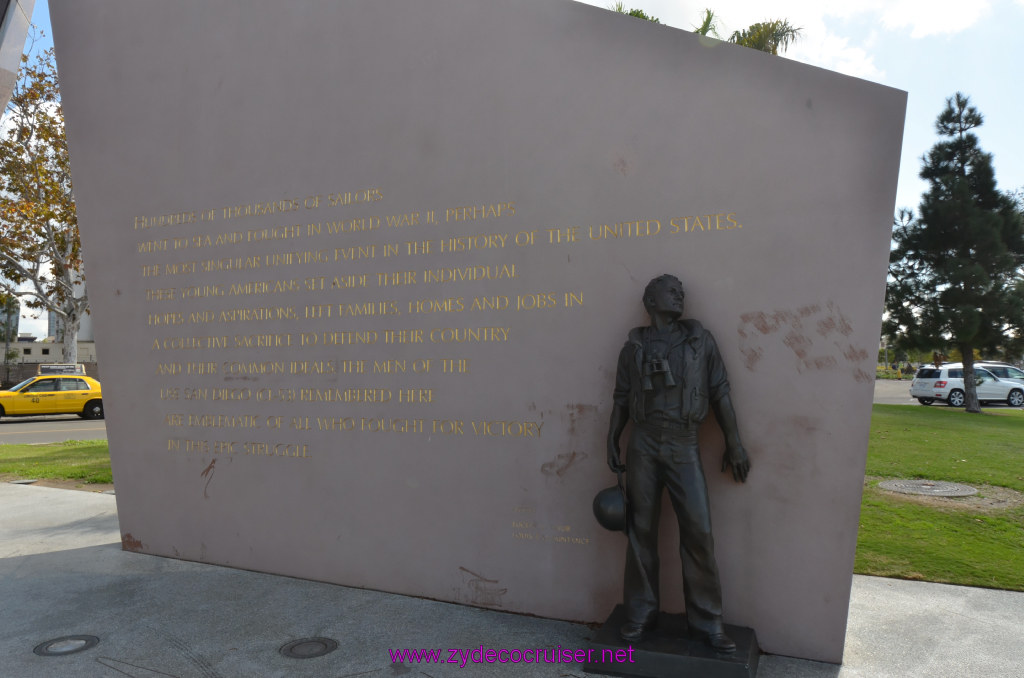 HUNDREDS OF THOUSANDS OF SAILORS
WENT TO SEA AND FOUGHT IN WORLD WAR II, PERHAPS
THE MOST SINGULAR UNIFYING EVENT IN THE HISTORY OF THE UNITED STATES.
THESE YOUNG AMERICANS SET ASIDE THEIR INDIVIDUAL
HOPES AND ASPIRATIONS, LEFT FAMILIES, HOMES AND JOBS IN
A COLLECTIVE SACRIFICE TO DEFEND THEIR COUNTRY
AND THEIR COMMON IDEALS. THE MEN OF THE
USS SAN DIEGO (CL-53) REMEMBERED HERE
ARE EMBLEMATIC OF ALL WHO FOUGHT FOR VICTORY
IN THIS EPIC STRUGGLE.
www.zydecocruiser.net